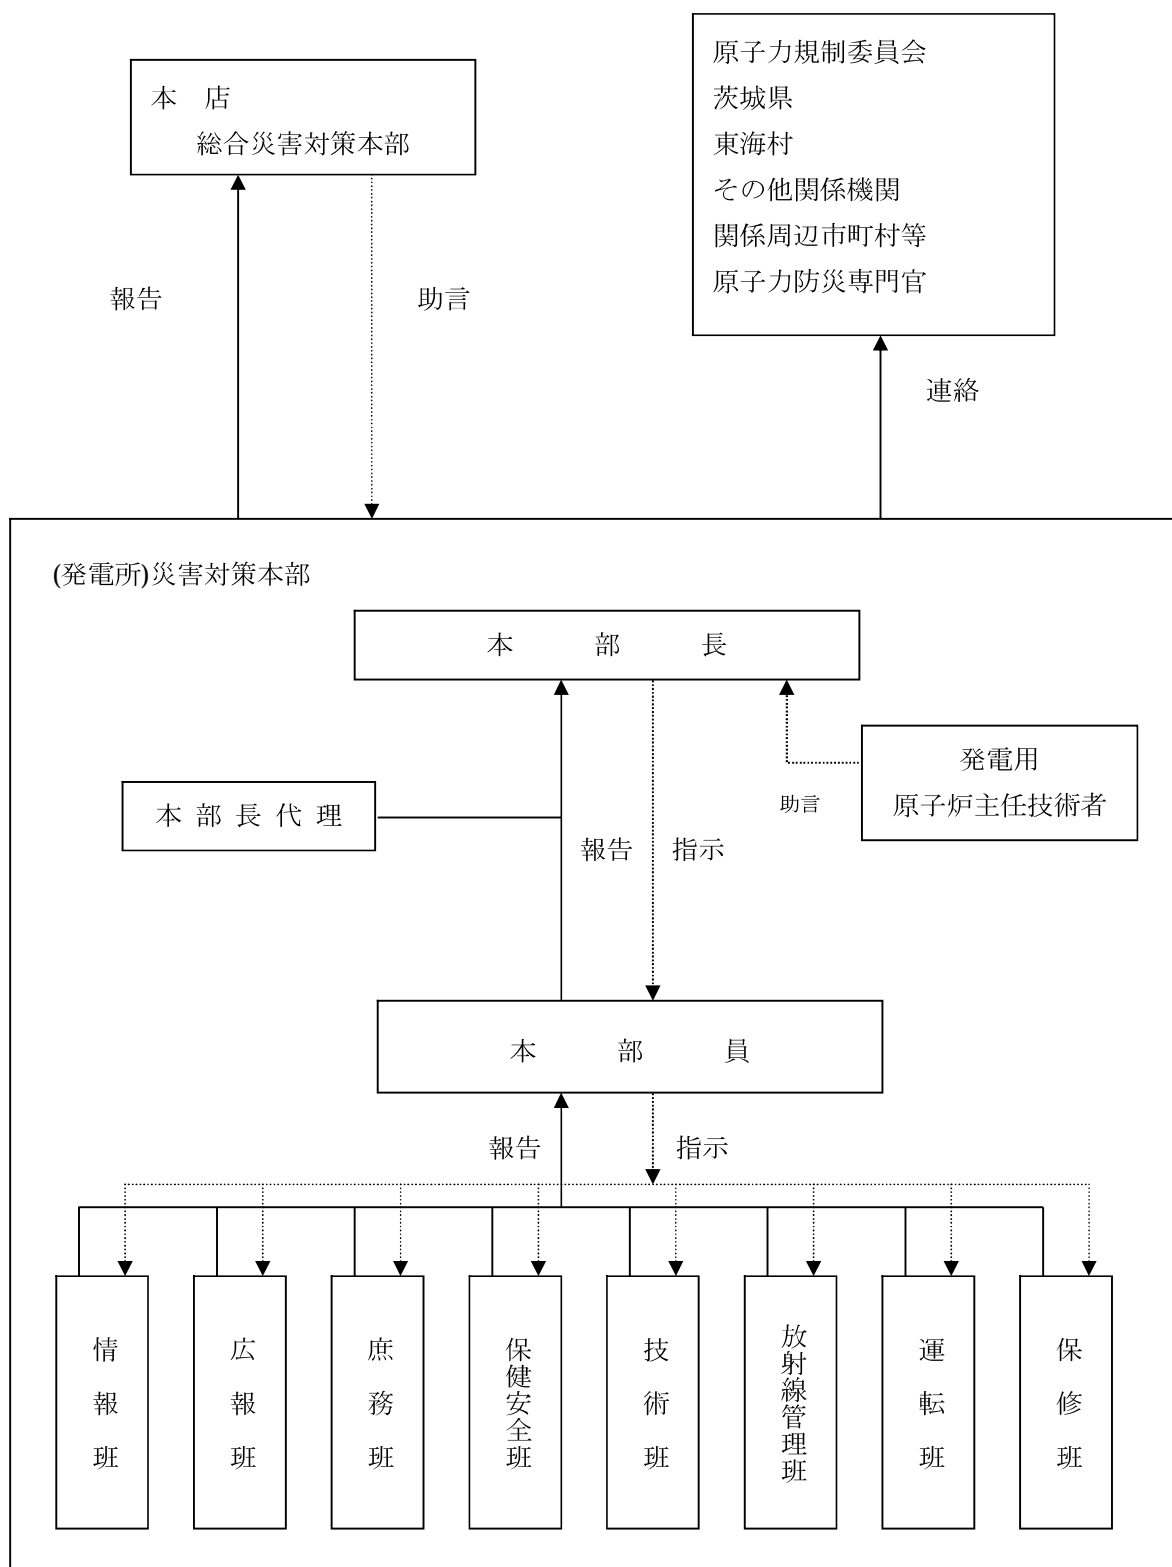 本 店
総合災害対策本部
原子力規制委員会
茨城県
東海村
その他関係機関
関係周辺市町村等
原子力防災専門官
報告
助言
連絡
(発電所)災害対策本部
本 部 長
発電用
原子炉主任技術者
助言
本 部 長 代 理
報告
指示
本 部 員
報告
指示
情報班
広報班
庶務班
保健安全班
技術班
放射線管理班
運転班
保修班